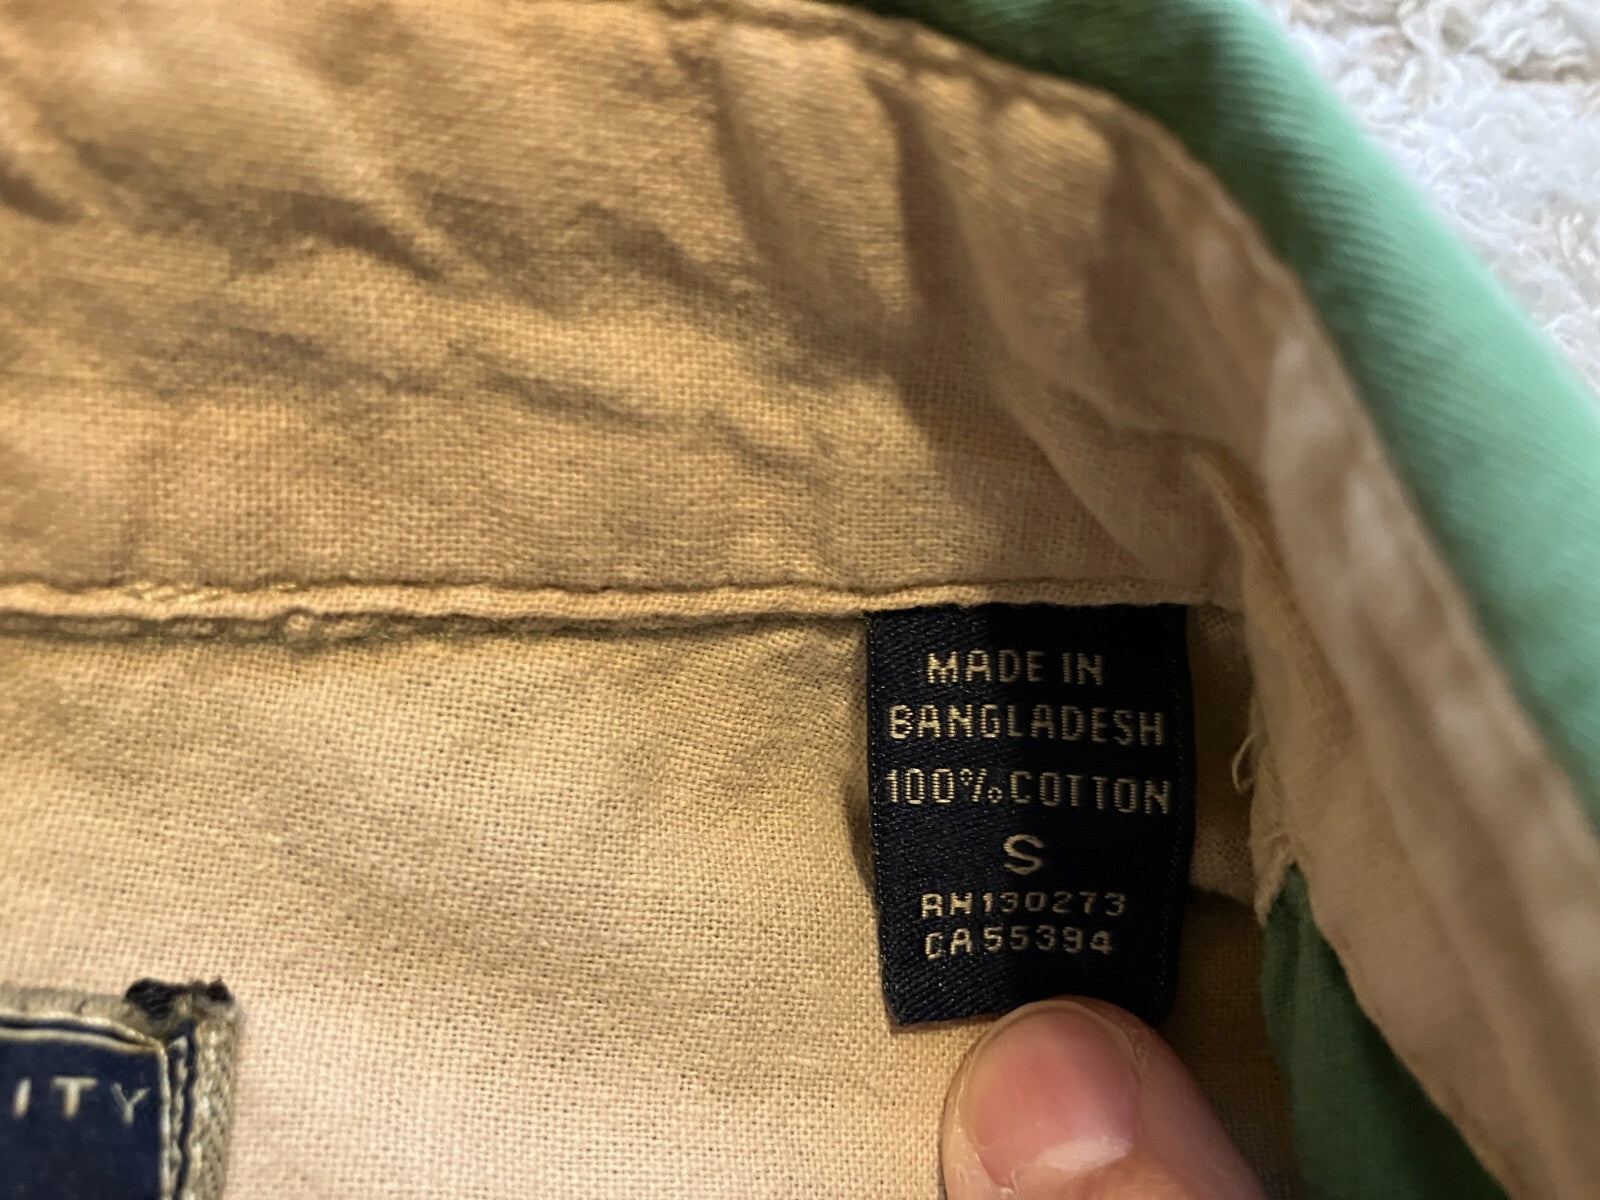 MADE IN
BANGLADESH
100% COTTON
S
RN130273
CA55394
ITY